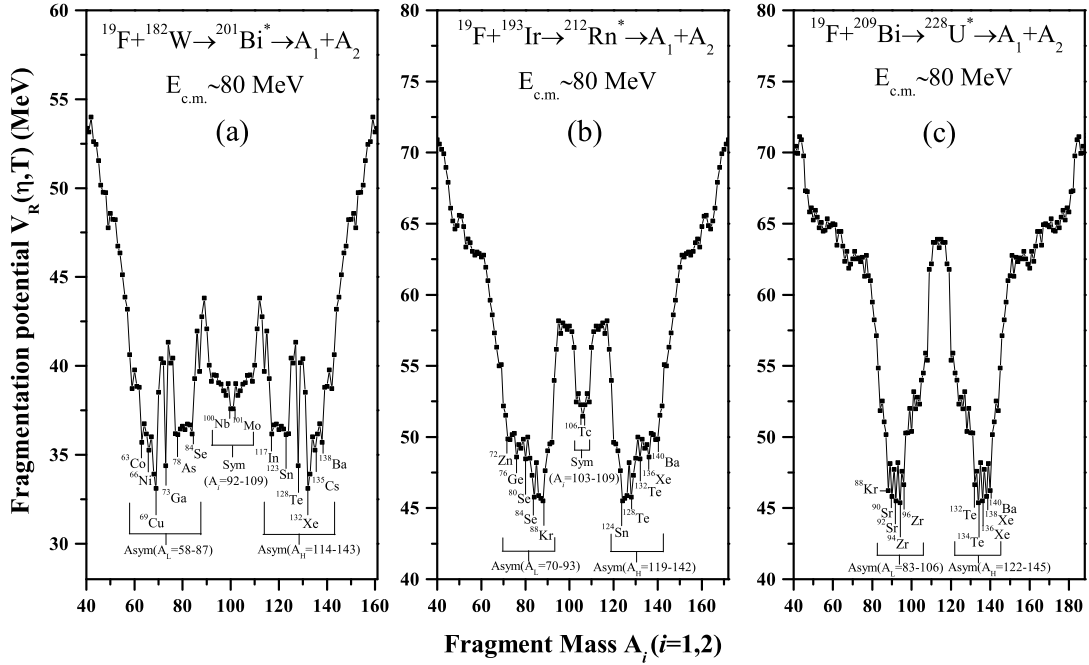 Fragmentation potential V_R(η,T) (MeV)
Fragment Mass A_i(i=1,2)
¹⁹F+¹⁸²W→²⁰¹Bi*→A₁+A₂
E_c.m.~80 MeV
(a)
60
55
50
45
40
35
30
40 60 80 100 120 140 160
⁶³Co
⁶⁶Ni
⁶⁹Cu
⁷³Ga
⁷⁸As
⁸⁴Se
¹⁰⁰Nb
¹⁰¹Mo
Sym
(A_i=92-109)
¹¹⁷In
¹²³Sn
¹²⁸Te
¹³²Xe
¹³⁵Cs
¹³⁸Ba
Asym(A_L=58-87)
Asym(A_H=114-143)
¹⁹F+¹⁹³Ir→²¹²Rn*→A₁+A₂
E_c.m.~80 MeV
(b)
80
75
70
65
60
55
50
45
40
40 60 80 100 120 140 160
⁷²Zn
⁷⁶Ge
⁸⁰Se
⁸⁴Se
⁸⁸Kr
¹⁰⁶Tc
Sym
(A_i=103-109)
¹²⁴Sn
¹²⁸Te
¹³²Te
¹³⁶Xe
¹⁴⁰Ba
Asym(A_L=70-93)
Asym(A_H=119-142)
¹⁹F+²⁰⁹Bi→²²⁸U*→A₁+A₂
E_c.m.~80 MeV
(c)
80
75
70
65
60
55
50
45
40
40 60 80 100 120 140 160 180
⁸⁸Kr
⁹⁰Sr
⁹²Sr
⁹⁴Zr
⁹⁶Zr
¹³²Te
¹³⁴Te
¹³⁶Xe
¹³⁸Xe
¹⁴⁰Ba
Asym(A_L=83-106)
Asym(A_H=122-145)